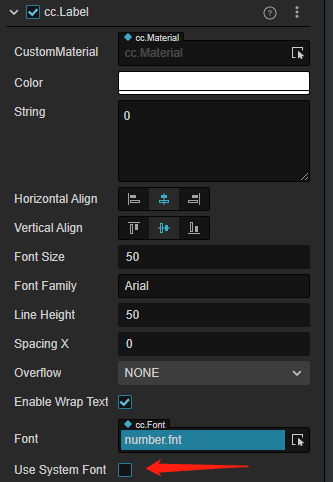 cc.Label
cc.Material
CustomMaterial cc.Material
Color
String 0
Horizontal Align
Vertical Align
Font Size 50
Font Family Arial
Line Height 50
Spacing X 0
Overflow NONE
Enable Wrap Text
cc.Font
Font number.fnt
Use System Font